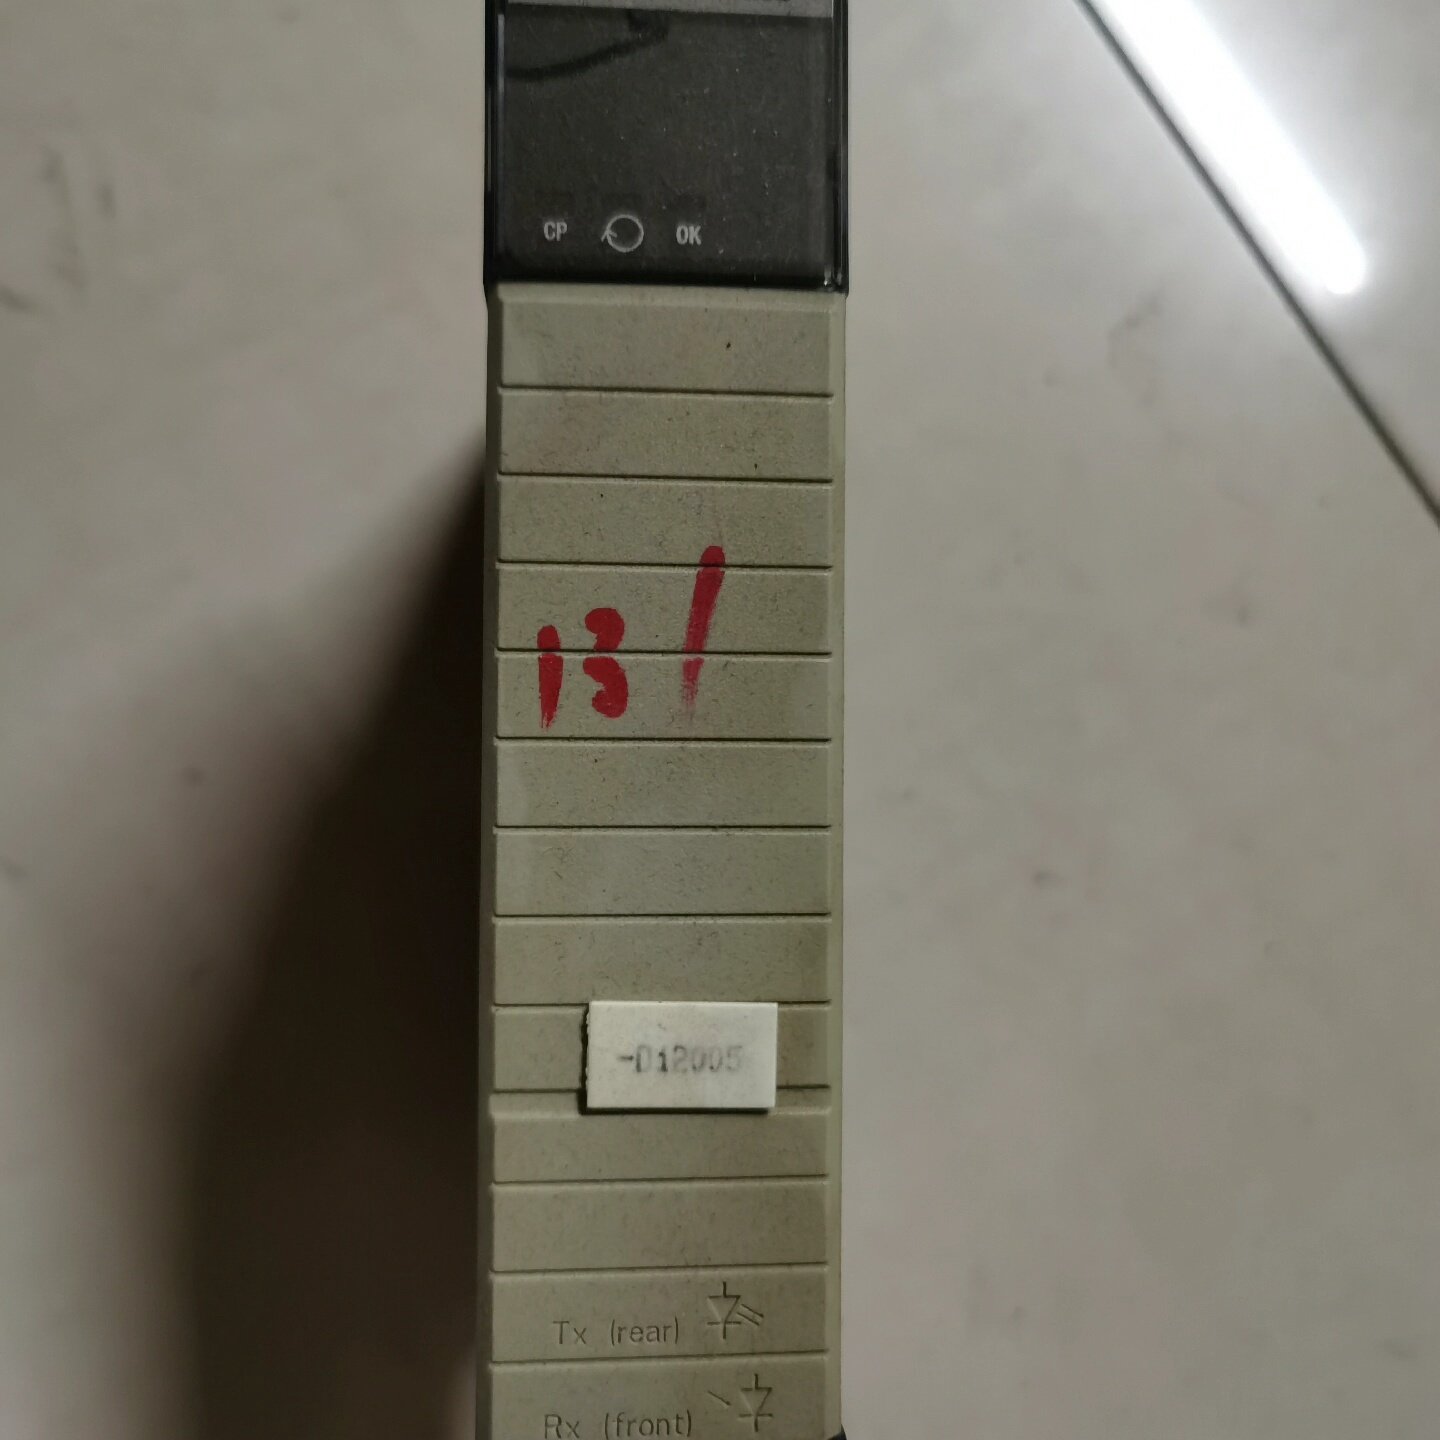 CP OK
13 /
-D12005
Tx (rear)
Rx (front)